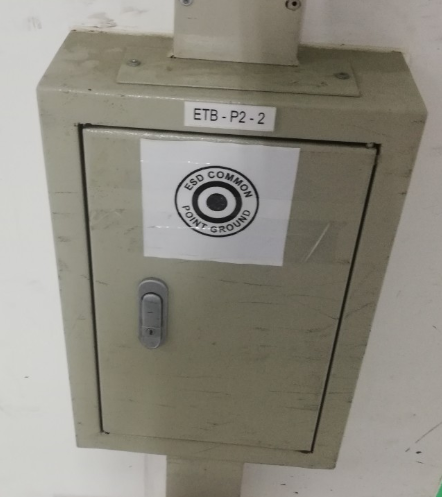 ETB - P2 - 2
ESD COMMON
POINT GROUND